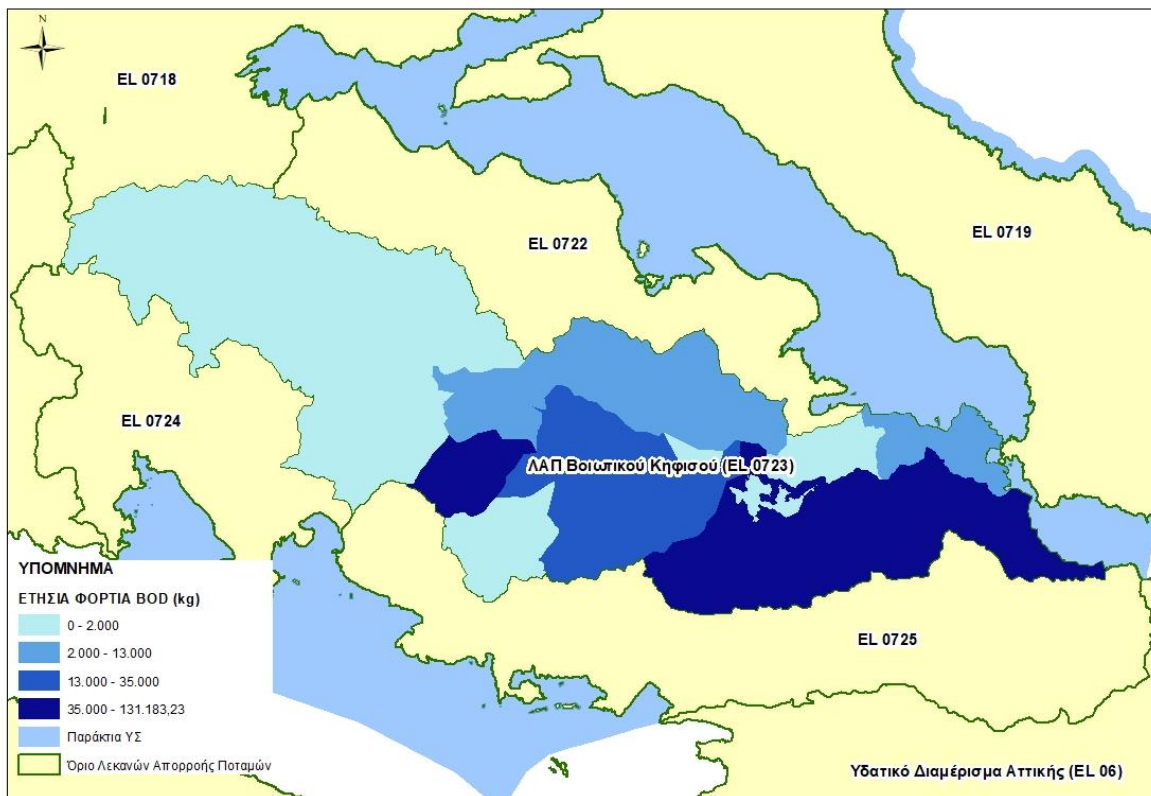 N
EL 0718
EL 0722
EL 0719
EL 0724
ΛΑΠ Βοιωτικού Κηφισού (EL 0723)
EL 0725
Υδατικό Διαμέρισμα Αττικής (EL 06)
ΥΠΟΜΝΗΜΑ
ΕΤΗΣΙΑ ΦΟΡΤΙΑ BOD (kg)
0 - 2.000
2.000 - 13.000
13.000 - 35.000
35.000 - 131.183,23
Παράκτια ΥΣ
Όριο Λεκανών Απορροής Ποταμών